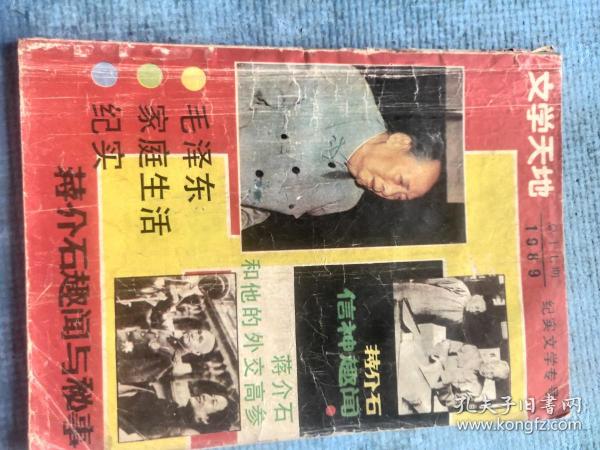 文学天地
1989
纪实文学专
毛泽东
家庭生活
纪实
蒋介石
信神趣闻
蒋介石
和他的外交高参
蒋介石趣闻与秘事
孔夫子旧书网
www.kongfz.com